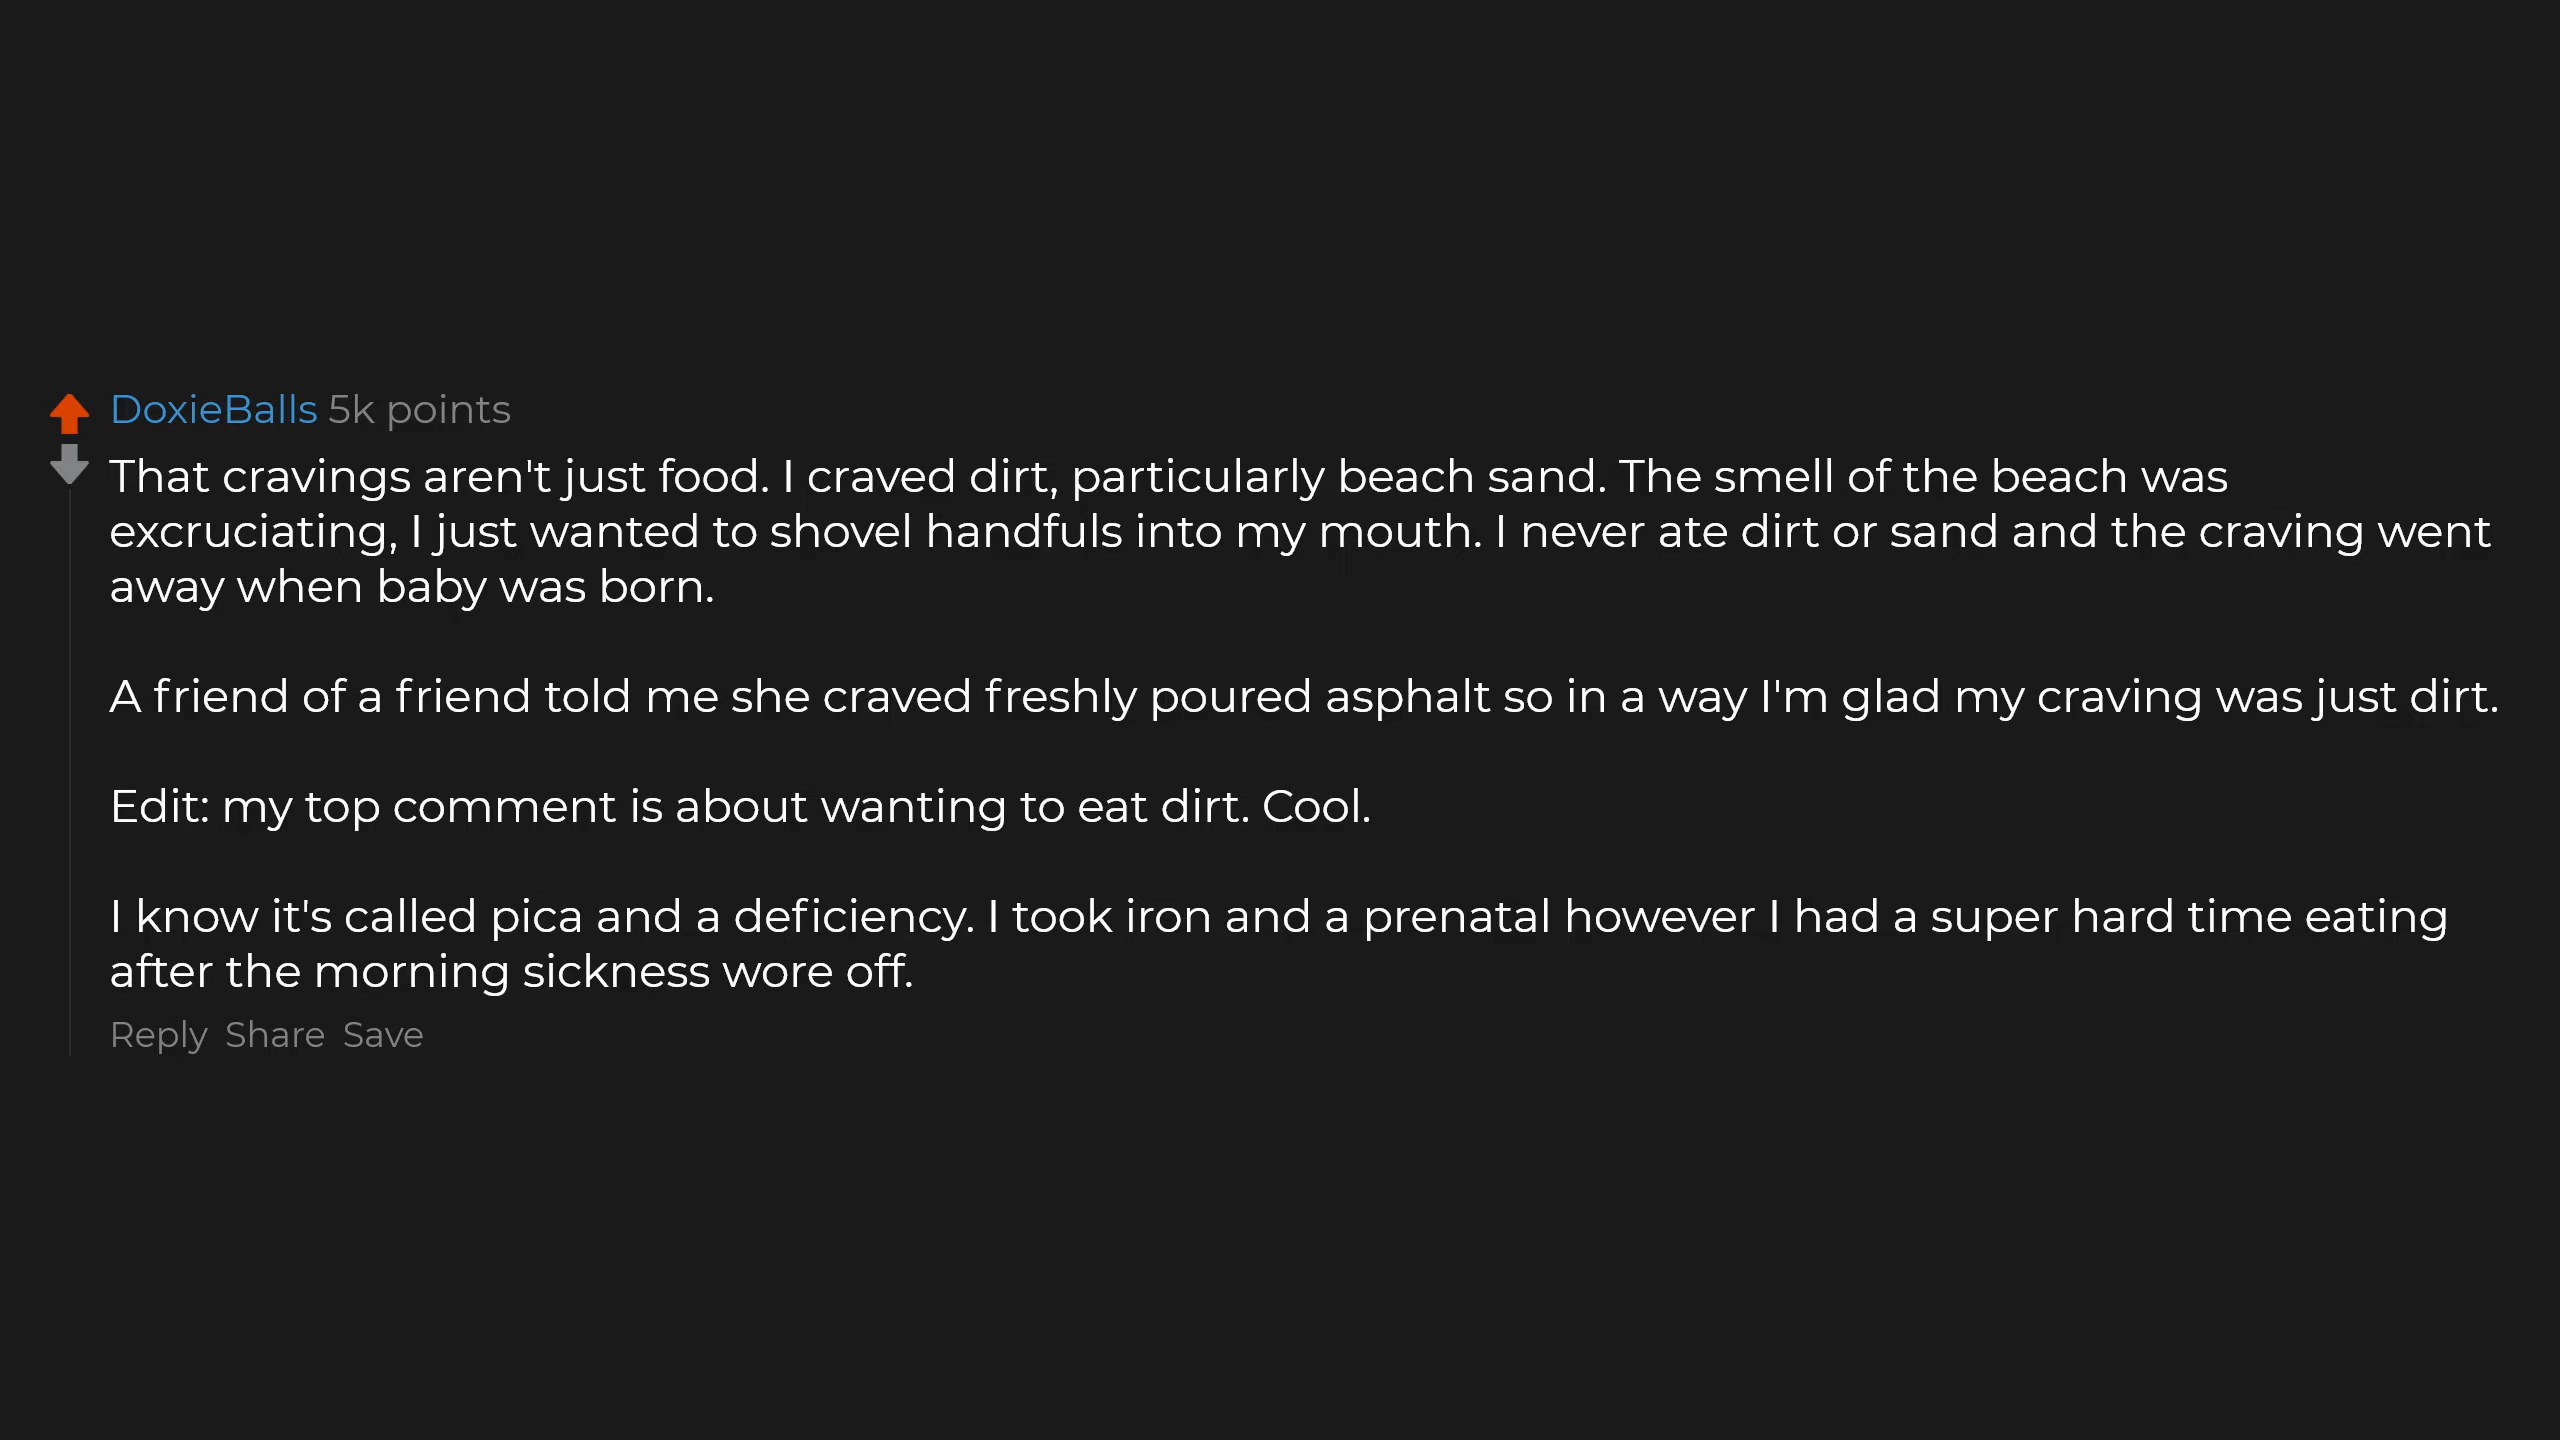 DoxieBalls 5k points
That cravings aren't just food. I craved dirt, particularly beach sand. The smell of the beach was
excruciating, I just wanted to shovel handfuls into my mouth. I never ate dirt or sand and the craving went
away when baby was born.
A friend of a friend told me she craved freshly poured asphalt so in a way I'm glad my craving was just dirt.
Edit: my top comment is about wanting to eat dirt. Cool.
I know it's called pica and a deficiency. I took iron and a prenatal however I had a super hard time eating
after the morning sickness wore off.
Reply Share Save